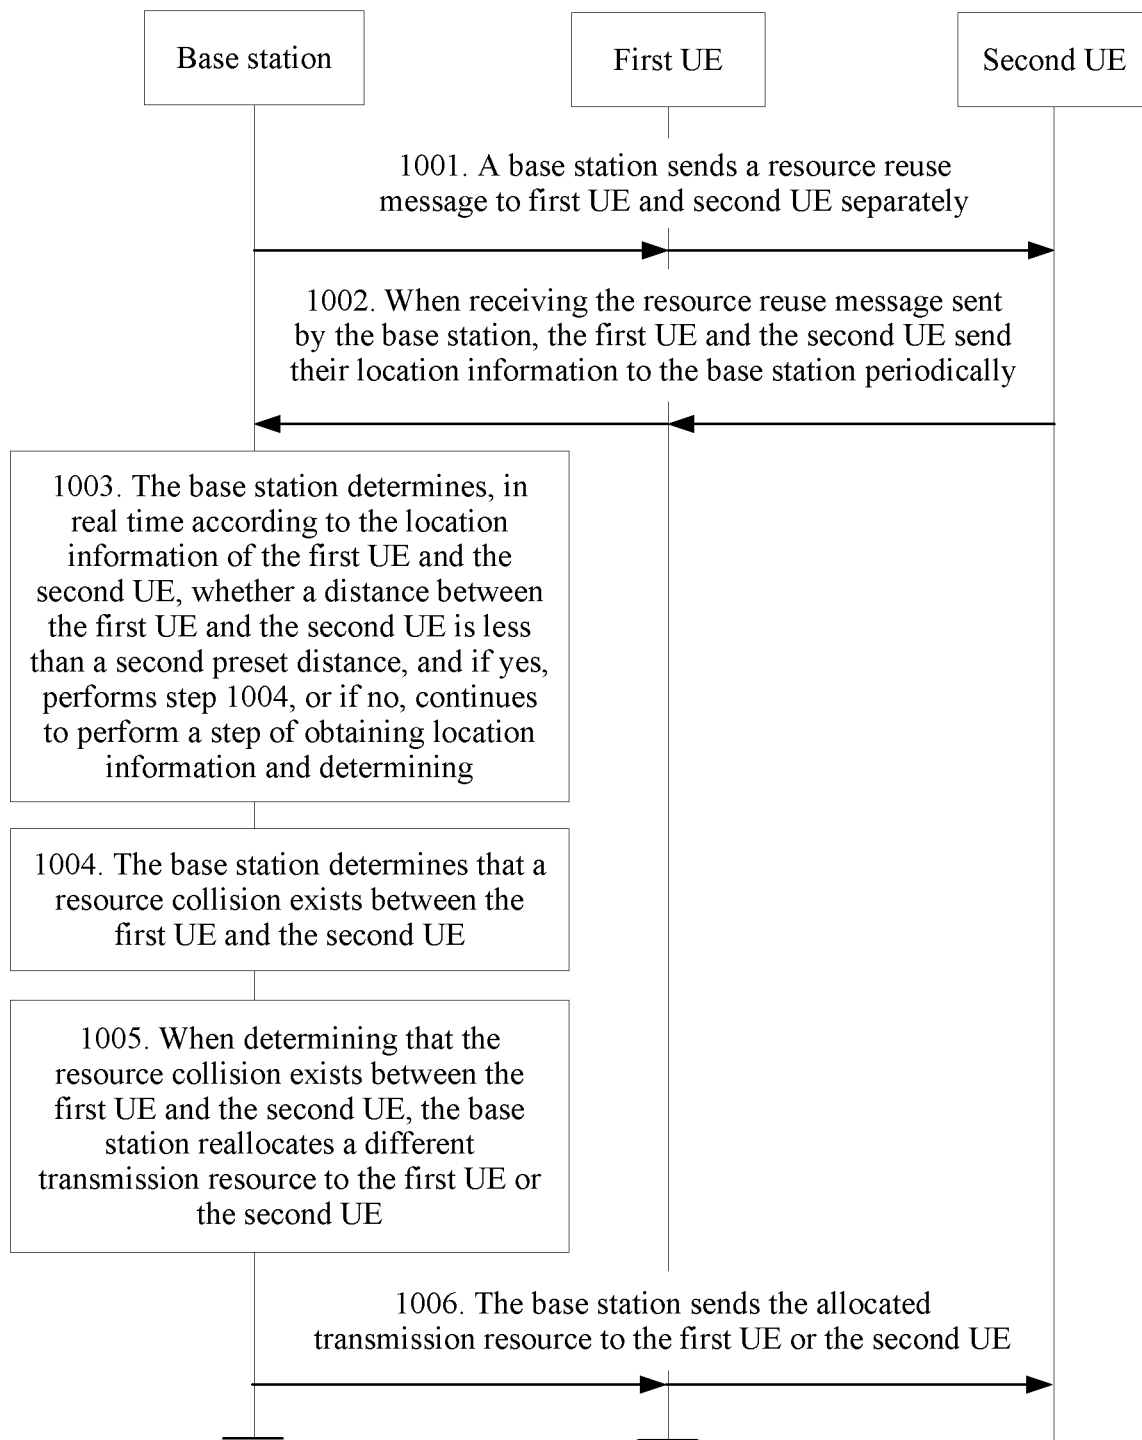 Base station
First UE
Second UE
1001. A base station sends a resource reuse
message to first UE and second UE separately
1002. When receiving the resource reuse message sent
by the base station, the first UE and the second UE send
their location information to the base station periodically
1003. The base station determines, in
real time according to the location
information of the first UE and the
second UE, whether a distance between
the first UE and the second UE is less
than a second preset distance, and if yes,
performs step 1004, or if no, continues
to perform a step of obtaining location
information and determining
1004. The base station determines that a
resource collision exists between the
first UE and the second UE
1005. When determining that the
resource collision exists between the
first UE and the second UE, the base
station reallocates a different
transmission resource to the first UE or
the second UE
1006. The base station sends the allocated
transmission resource to the first UE or the second UE